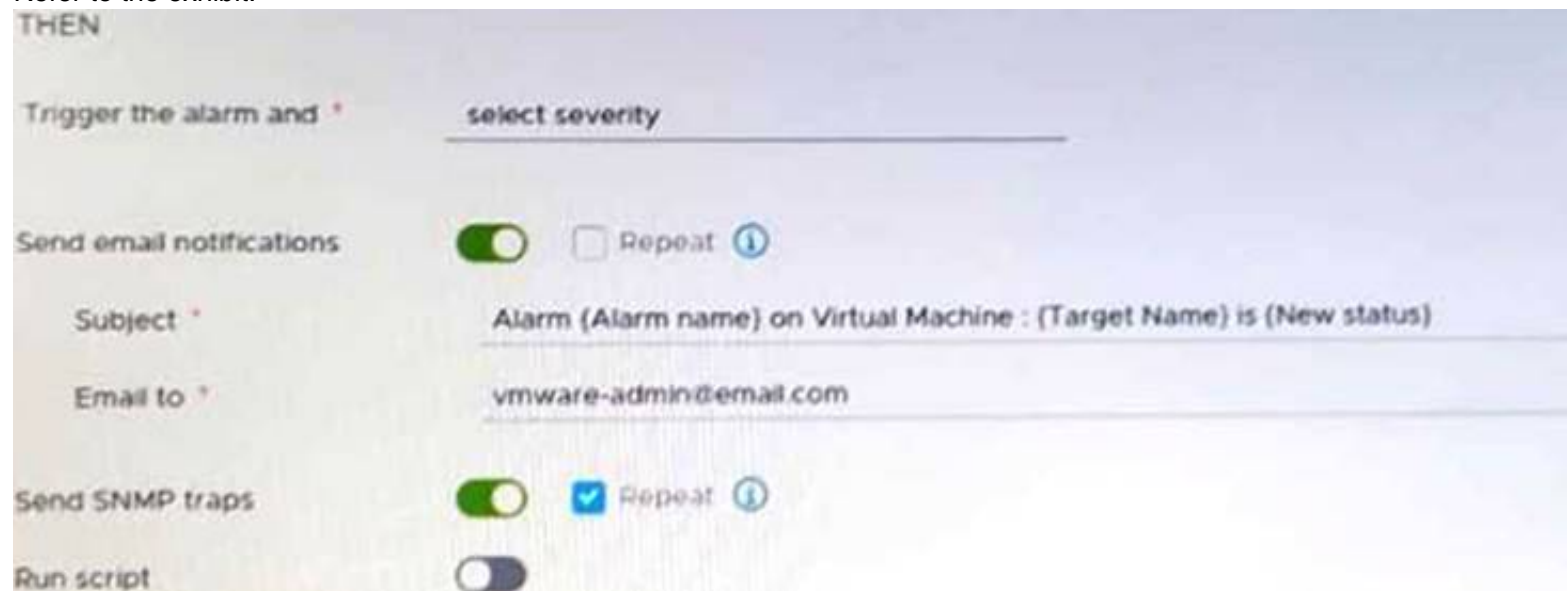 THEN
Trigger the alarm and * select severity
Send email notifications Repeat
Subject * Alarm {Alarm name} on Virtual Machine : {Target Name} is {New status}
Email to * vmware-admin@email.com
Send SNMP traps Repeat
Run script